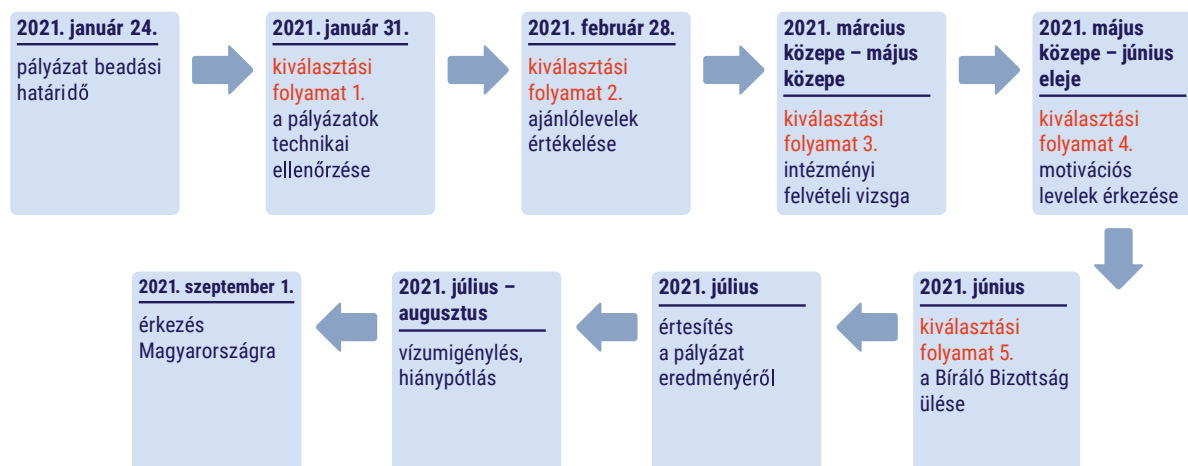 2021. január 24.
pályázat beadási
határidő
2021. január 31.
kiválasztási
folyamat 1.
a pályázatok
technikai
ellenőrzése
2021. február 28.
kiválasztási
folyamat 2.
ajánlólevelek
értékelése
2021. március
közepe – május
közepe
kiválasztási
folyamat 3.
intézményi
felvételi vizsga
2021. május
közepe – június
eleje
kiválasztási
folyamat 4.
motivációs
levelek érkezése
2021. június
kiválasztási
folyamat 5.
a Bíráló Bizottság
ülése
2021. július
értesítés
a pályázat
eredményéről
2021. július –
augusztus
vízumigénylés,
hiánypótlás
2021. szeptember 1.
érkezés
Magyarországra